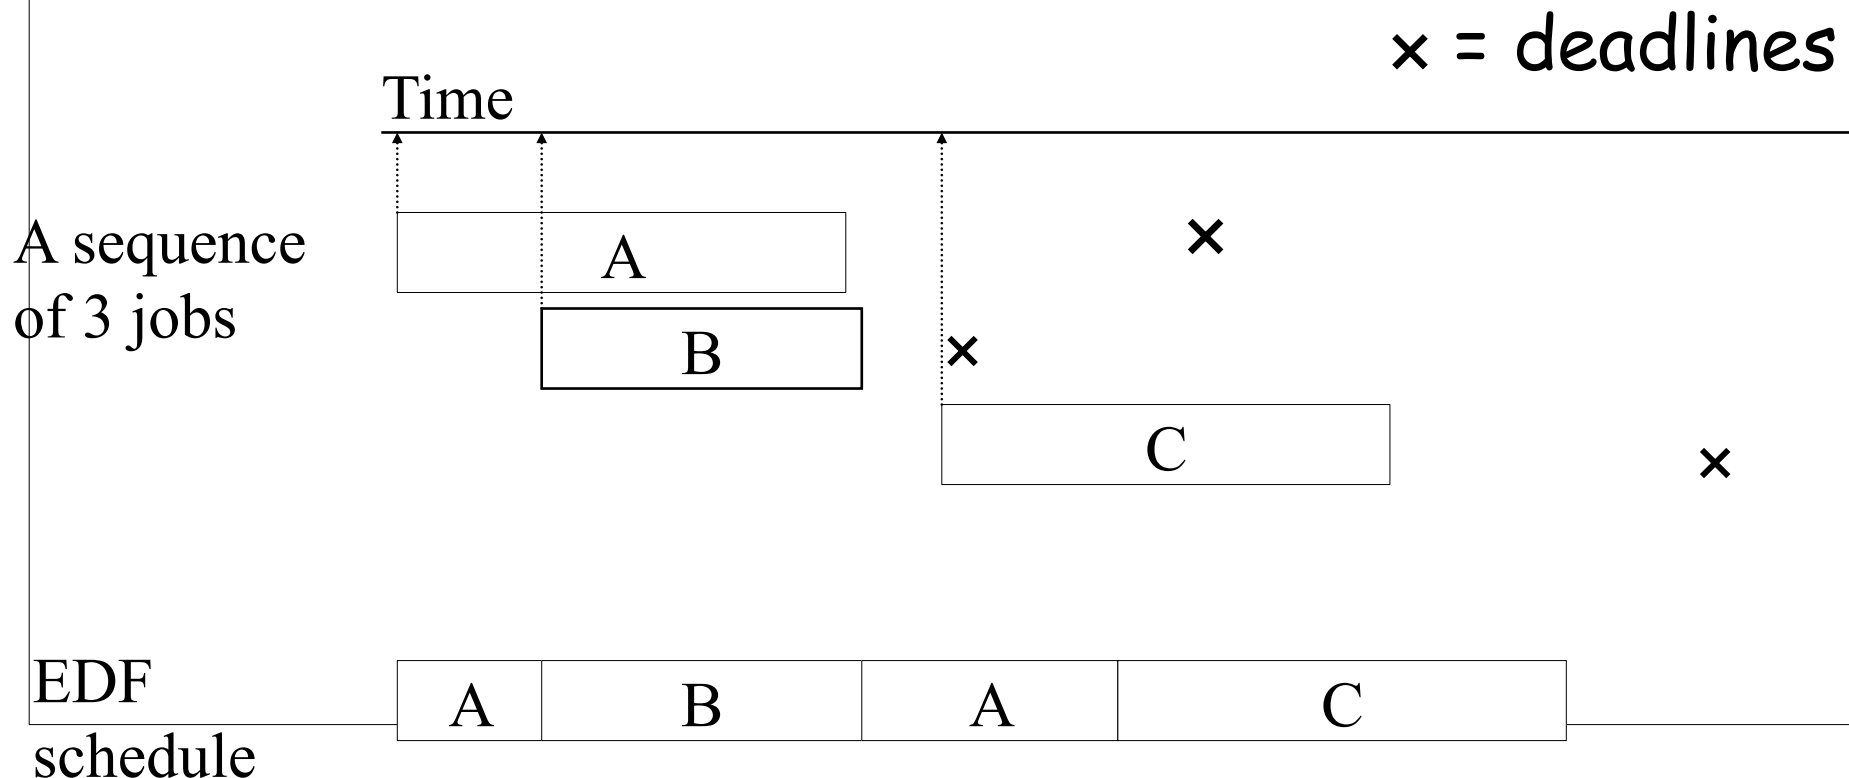 × = deadlines
Time
A sequence
of 3 jobs
A
×
B
×
C
×
EDF
schedule
A B A C